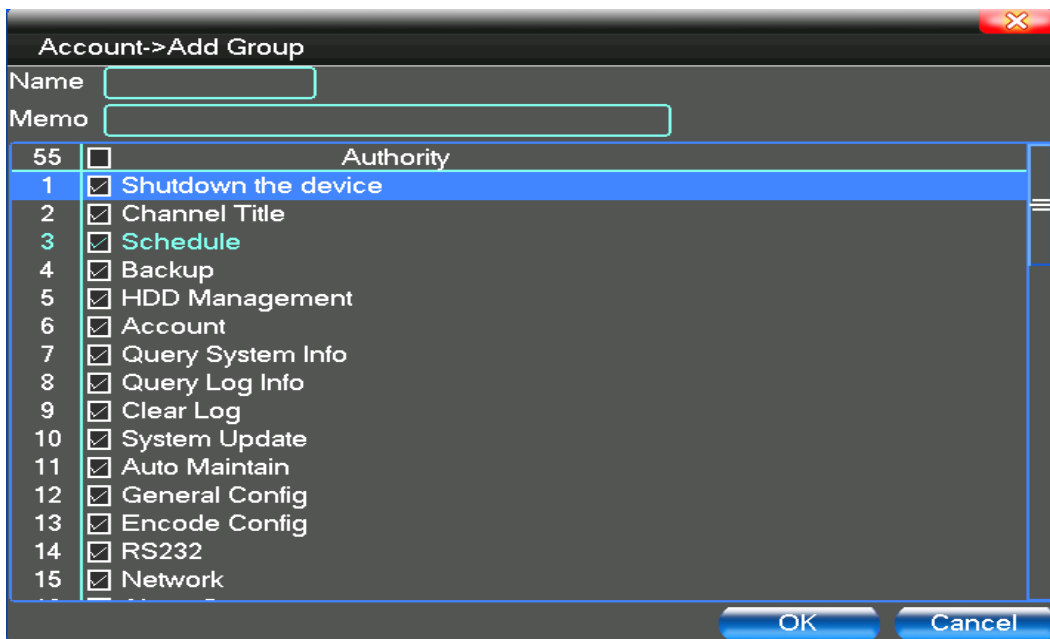 Account->Add Group
Name
Memo
55 Authority
1 Shutdown the device
2 Channel Title
3 Schedule
4 Backup
5 HDD Management
6 Account
7 Query System Info
8 Query Log Info
9 Clear Log
10 System Update
11 Auto Maintain
12 General Config
13 Encode Config
14 RS232
15 Network
OK Cancel